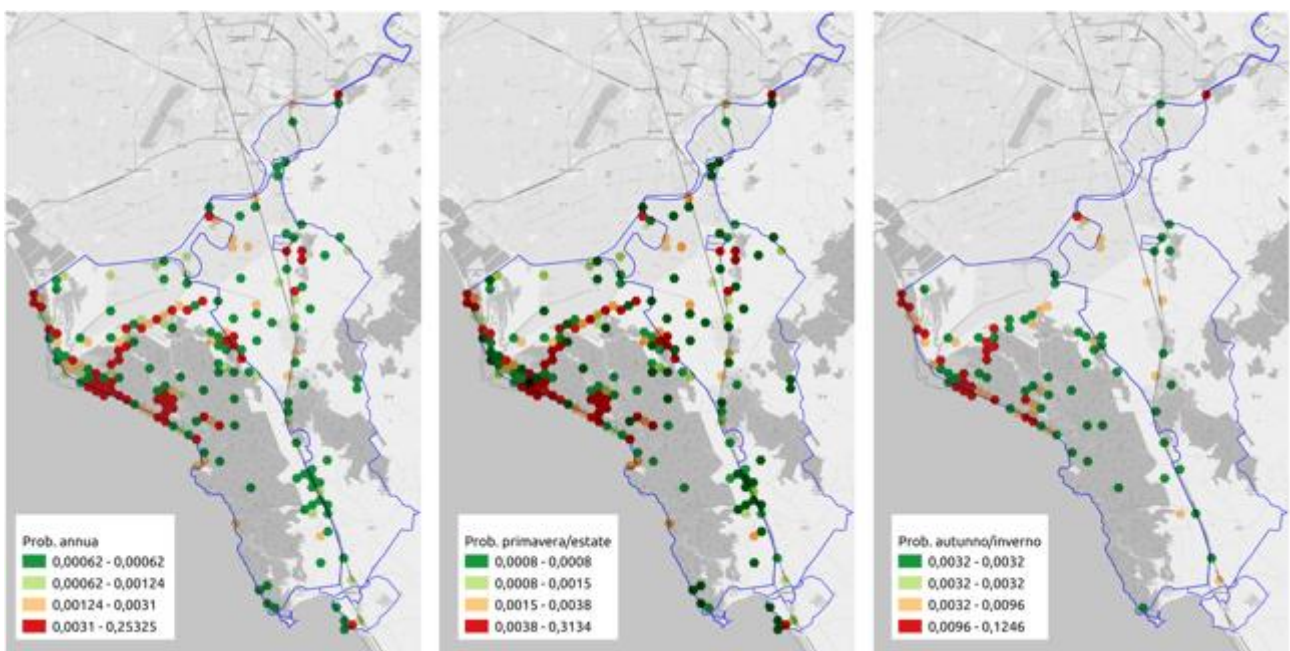 Prob. annua
0,00062 - 0,00062
0,00062 - 0,00124
0,00124 - 0,0031
0,0031 - 0,25325
Prob. primavera/estate
0,0008 - 0,0008
0,0008 - 0,0015
0,0015 - 0,0038
0,0038 - 0,3134
Prob. autunno/inverno
0,0032 - 0,0032
0,0032 - 0,0032
0,0032 - 0,0096
0,0096 - 0,1246